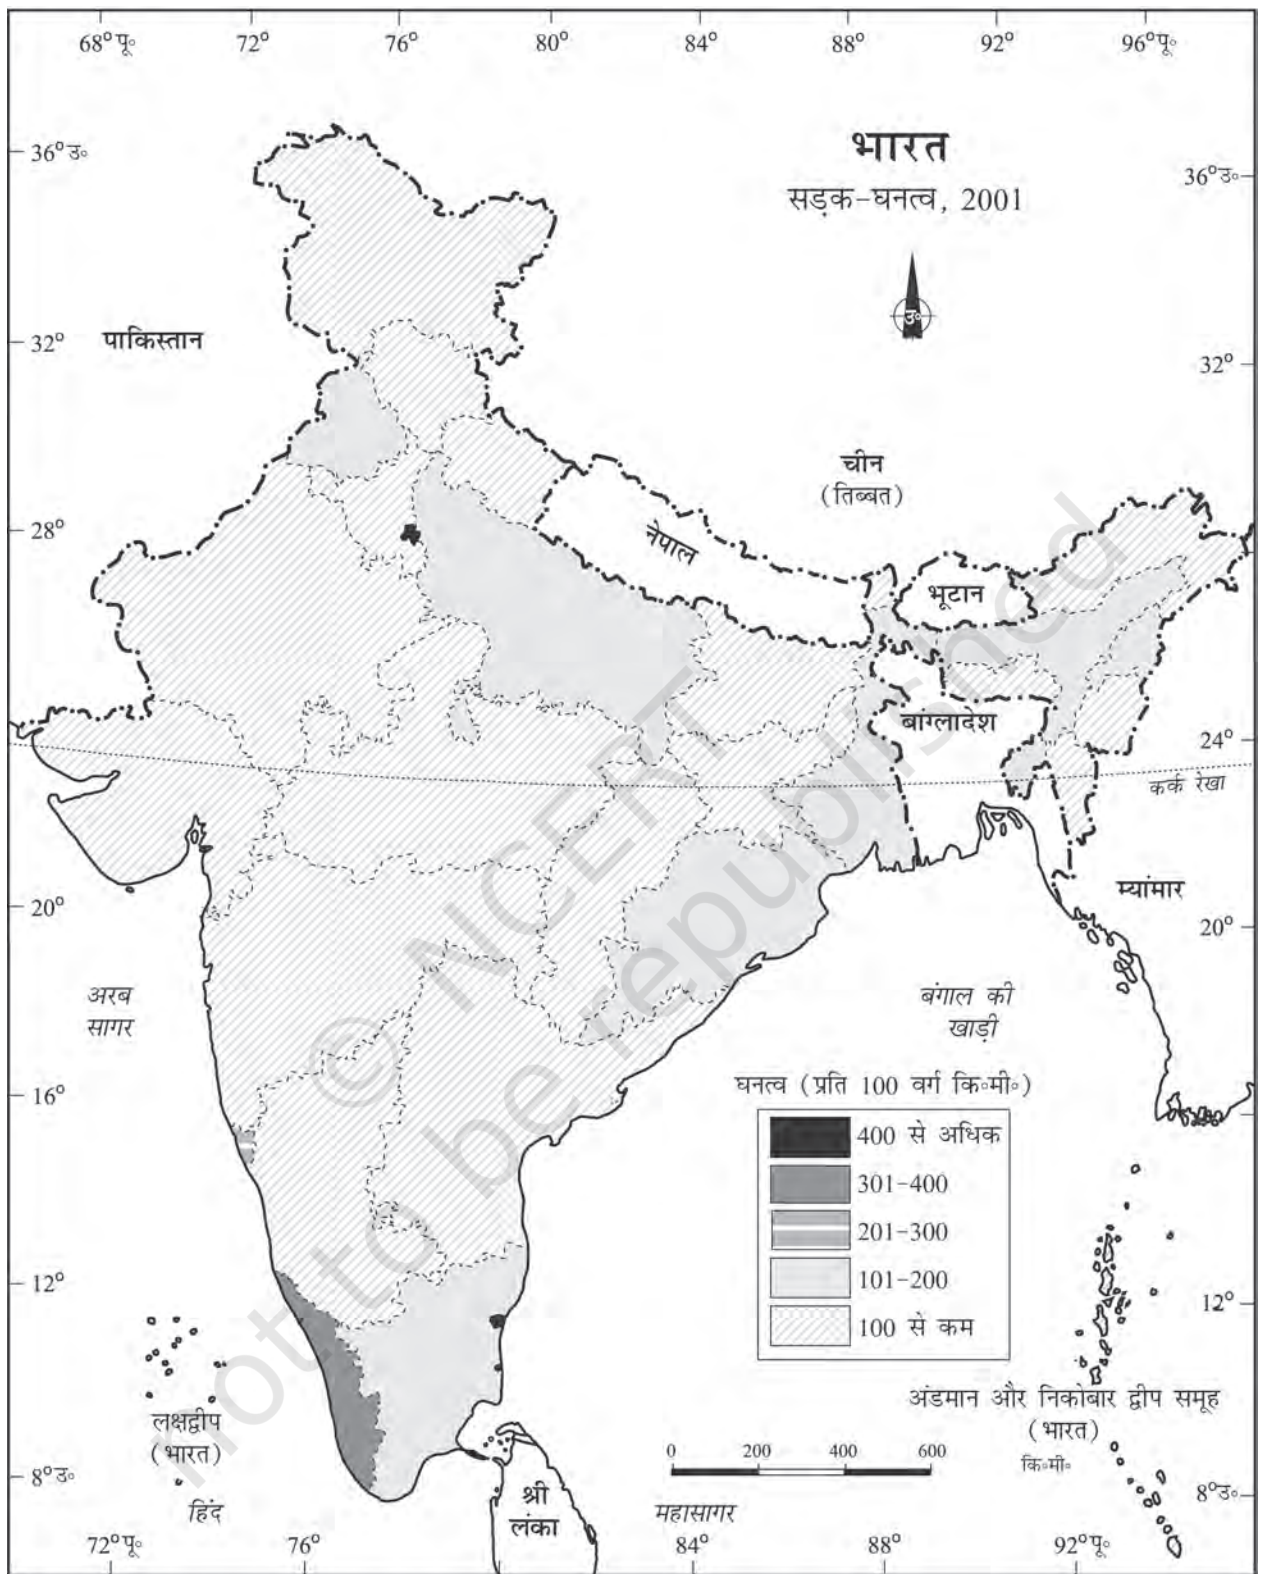 68°पू॰ 72° 76° 80° 84° 88° 92° 96°पू॰
भारत
सड़क-घनत्व, 2001
36°उ॰
36°उ॰
उ॰
पाकिस्तान
32°
32°
चीन
(तिब्बत)
28°
नेपाल
भूटान
बांग्लादेश
24°
कर्क रेखा
म्यांमार
20°
20°
अरब
सागर
बंगाल की
खाड़ी
घनत्व (प्रति 100 वर्ग कि॰मी॰)
400 से अधिक
301-400
201-300
101-200
100 से कम
16°
12°
12°
अंडमान और निकोबार द्वीप समूह
(भारत)
लक्षद्वीप
(भारत)
0 200 400 600
कि॰मी॰
8°उ॰
8°उ॰
श्री
लंका
हिंद
महासागर
72°पू॰ 76° 84° 88° 92°पू॰
© NCERT
not to be republished